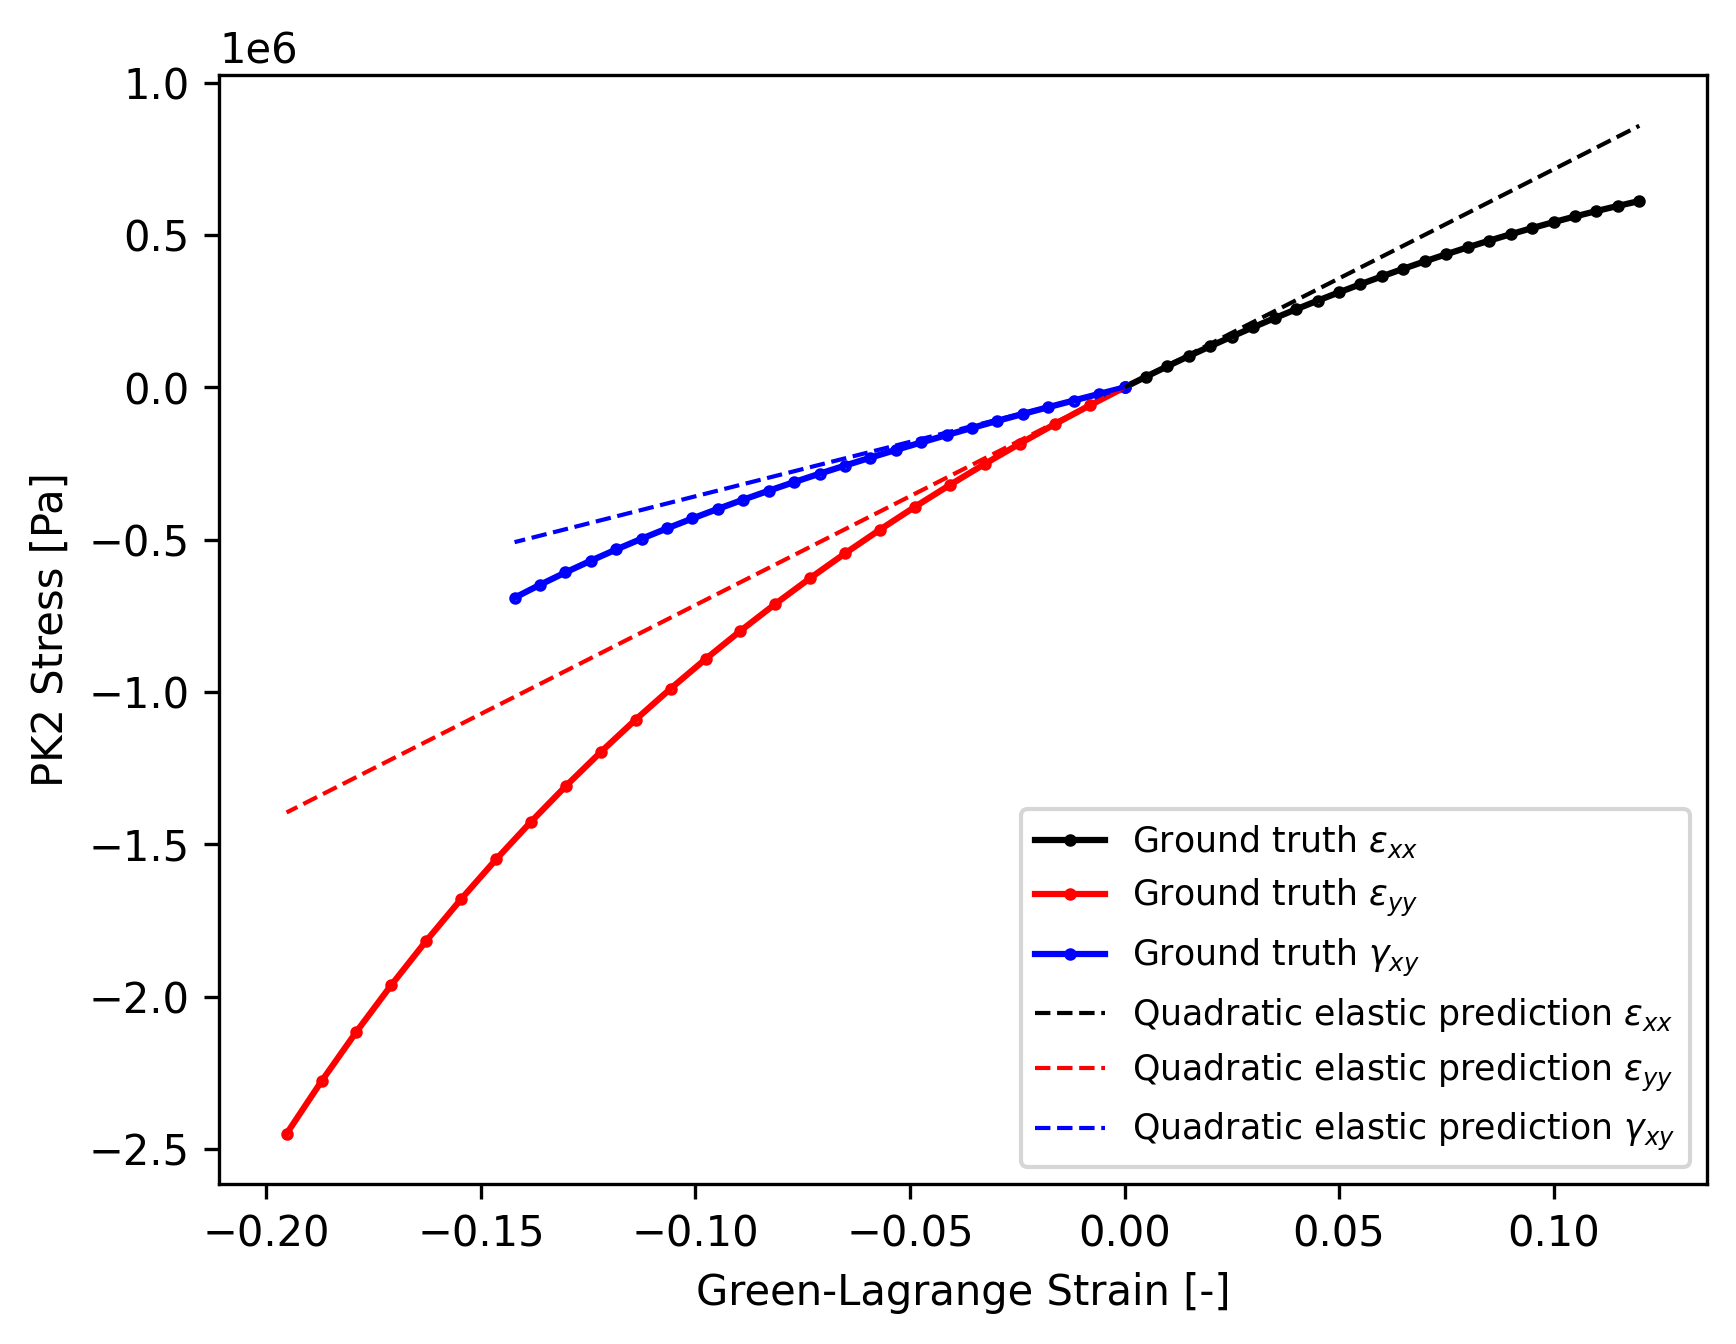 1e6
1.0
0.5
0.0
−0.5
−1.0
−1.5
−2.0
−2.5
PK2 Stress [Pa]
−0.20 −0.15 −0.10 −0.05 0.00 0.05 0.10
Green-Lagrange Strain [-]
Ground truth εxx
Ground truth εyy
Ground truth γxy
Quadratic elastic prediction εxx
Quadratic elastic prediction εyy
Quadratic elastic prediction γxy